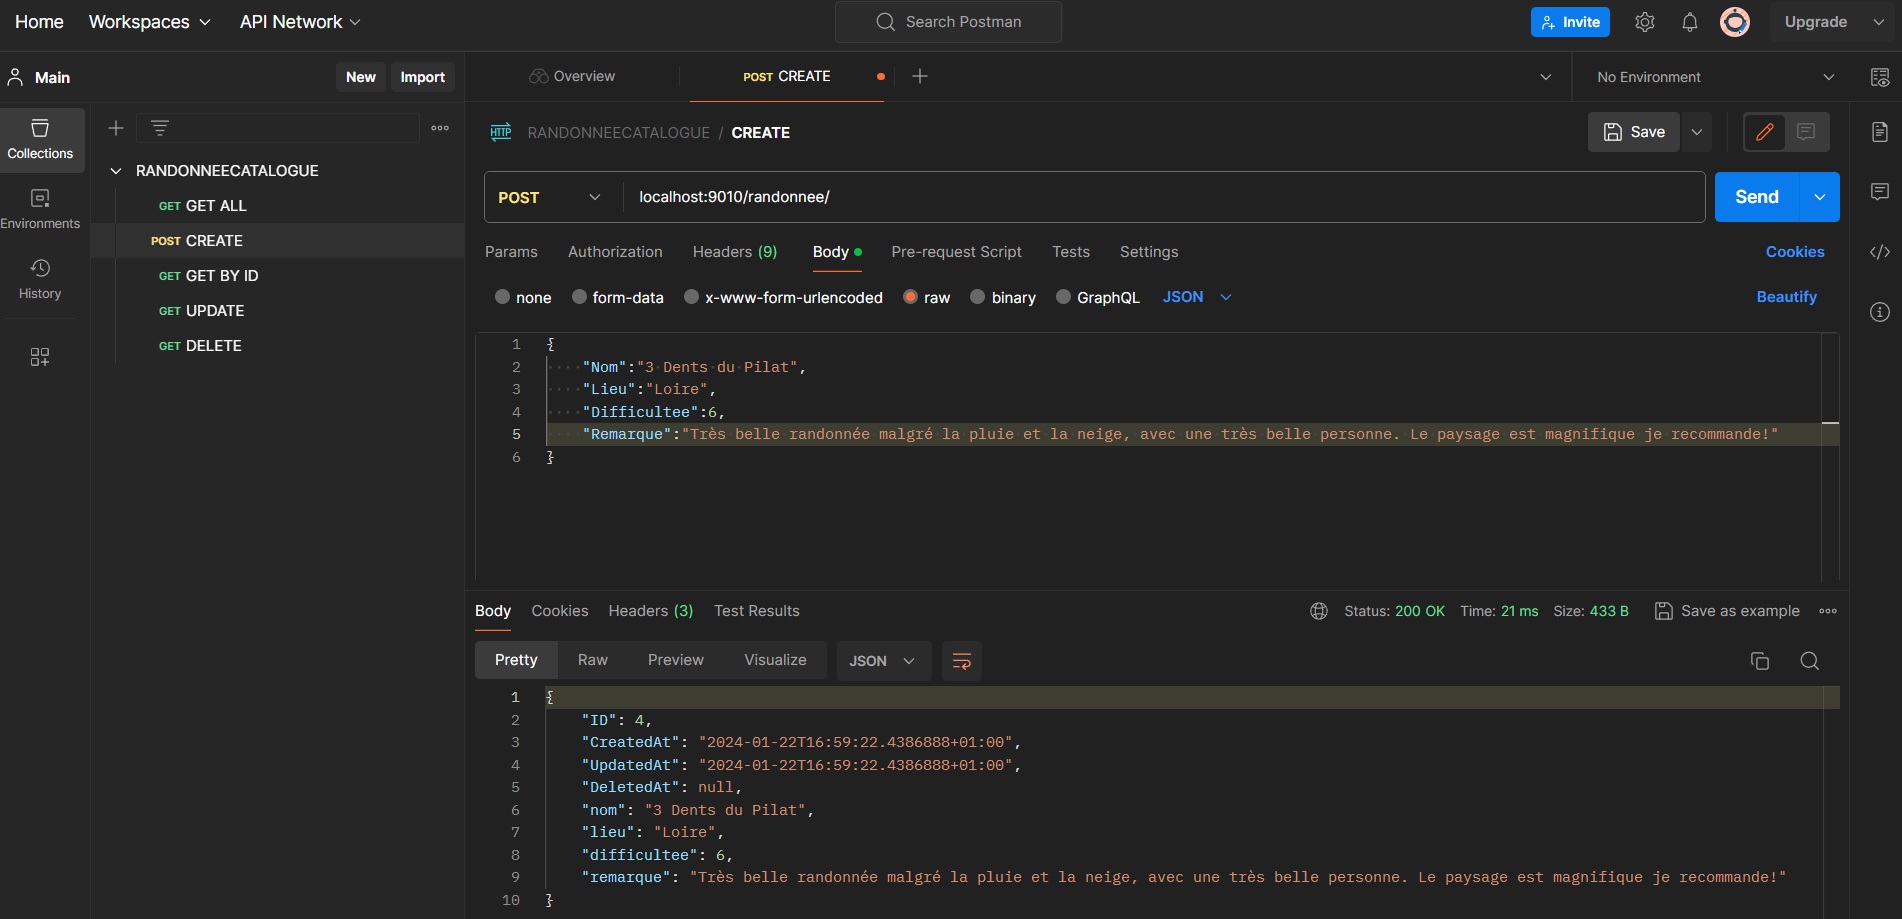 Home Workspaces API Network Search Postman Invite Upgrade
Main New Import Overview POST CREATE No Environment
Collections
Environments
History
RANDONNEECATALOGUE
GET GET ALL
POST CREATE
GET GET BY ID
GET UPDATE
GET DELETE
HTTP RANDONNEECATALOGUE / CREATE Save
POST localhost:9010/randonnee/ Send
Params Authorization Headers (9) Body Pre-request Script Tests Settings Cookies
none form-data x-www-form-urlencoded raw binary GraphQL JSON Beautify
1 {
2 "Nom":"3 Dents du Pilat",
3 "Lieu":"Loire",
4 "Difficultee":6,
5 "Remarque":"Très belle randonnée malgré la pluie et la neige, avec une très belle personne. Le paysage est magnifique je recommande!"
6 }
Body Cookies Headers (3) Test Results Status: 200 OK Time: 21 ms Size: 433 B Save as example
Pretty Raw Preview Visualize JSON
1 {
2 "ID": 4,
3 "CreatedAt": "2024-01-22T16:59:22.4386888+01:00",
4 "UpdatedAt": "2024-01-22T16:59:22.4386888+01:00",
5 "DeletedAt": null,
6 "nom": "3 Dents du Pilat",
7 "lieu": "Loire",
8 "difficultee": 6,
9 "remarque": "Très belle randonnée malgré la pluie et la neige, avec une très belle personne. Le paysage est magnifique je recommande!"
10 }